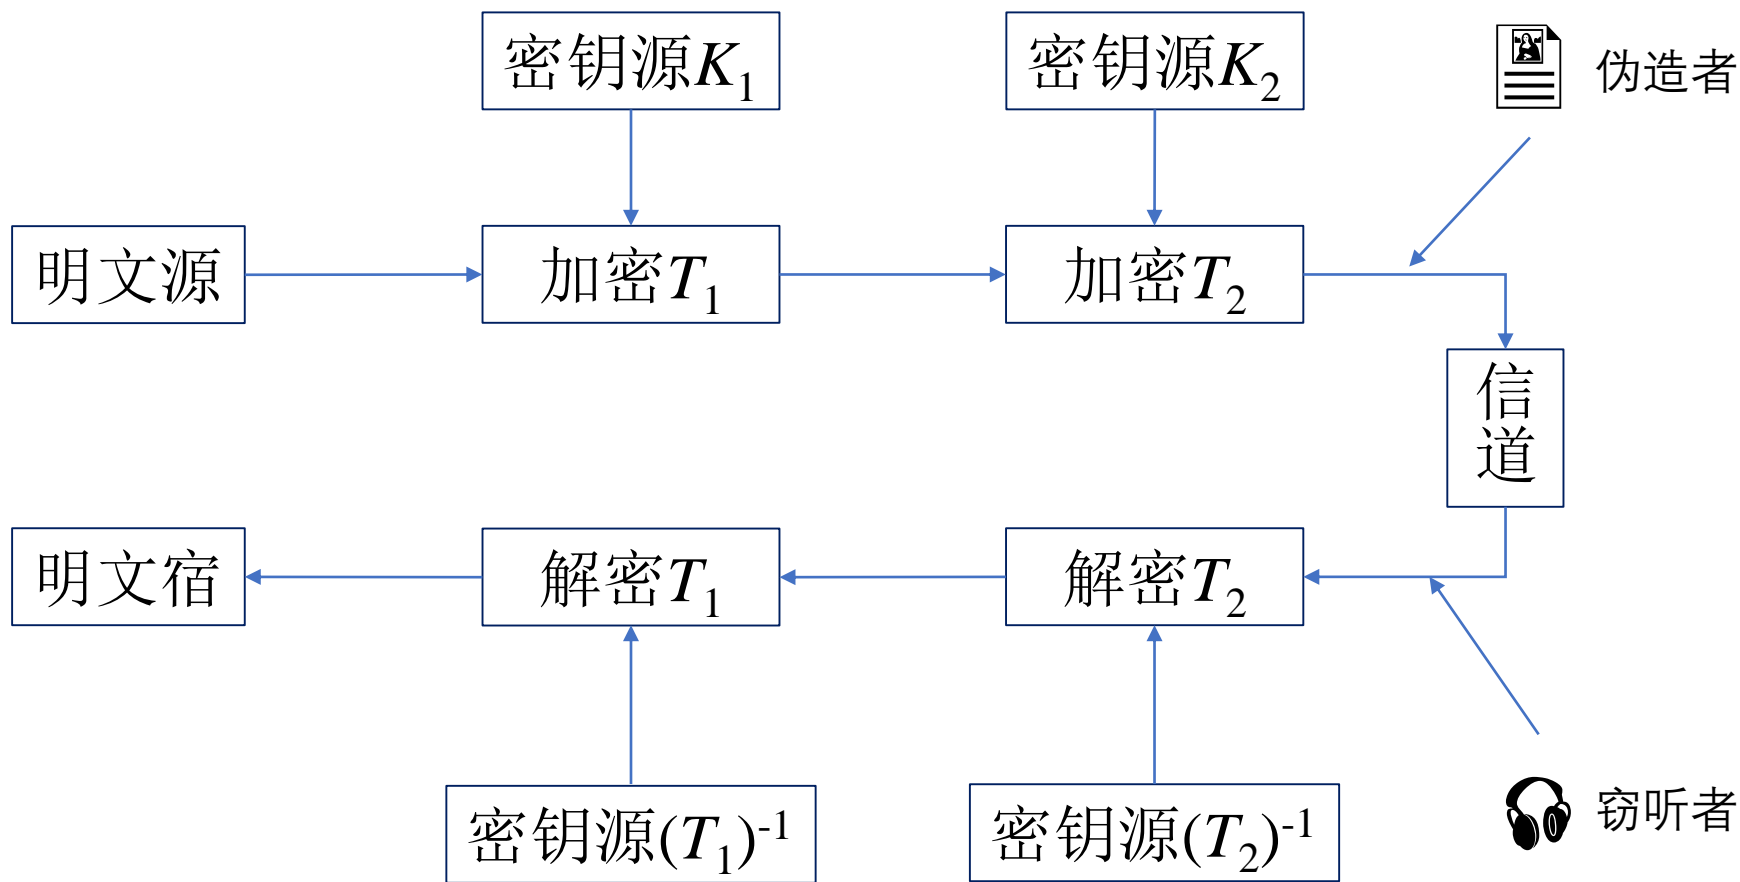 密钥源K₁
密钥源K₂
伪造者
明文源
加密T₁
加密T₂
信道
明文宿
解密T₁
解密T₂
密钥源(T₁)⁻¹
密钥源(T₂)⁻¹
窃听者